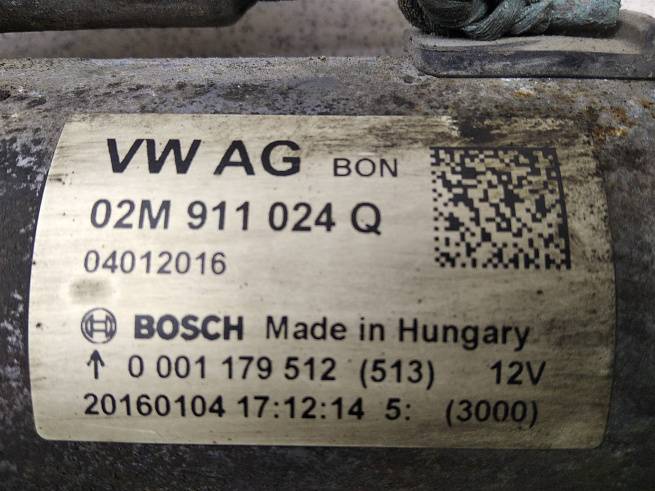 VW AG BON
02M 911 024 Q
04012016
BOSCH Made in Hungary
↑ 0 001 179 512 (513) 12V
20160104 17:12:14 5: (3000)